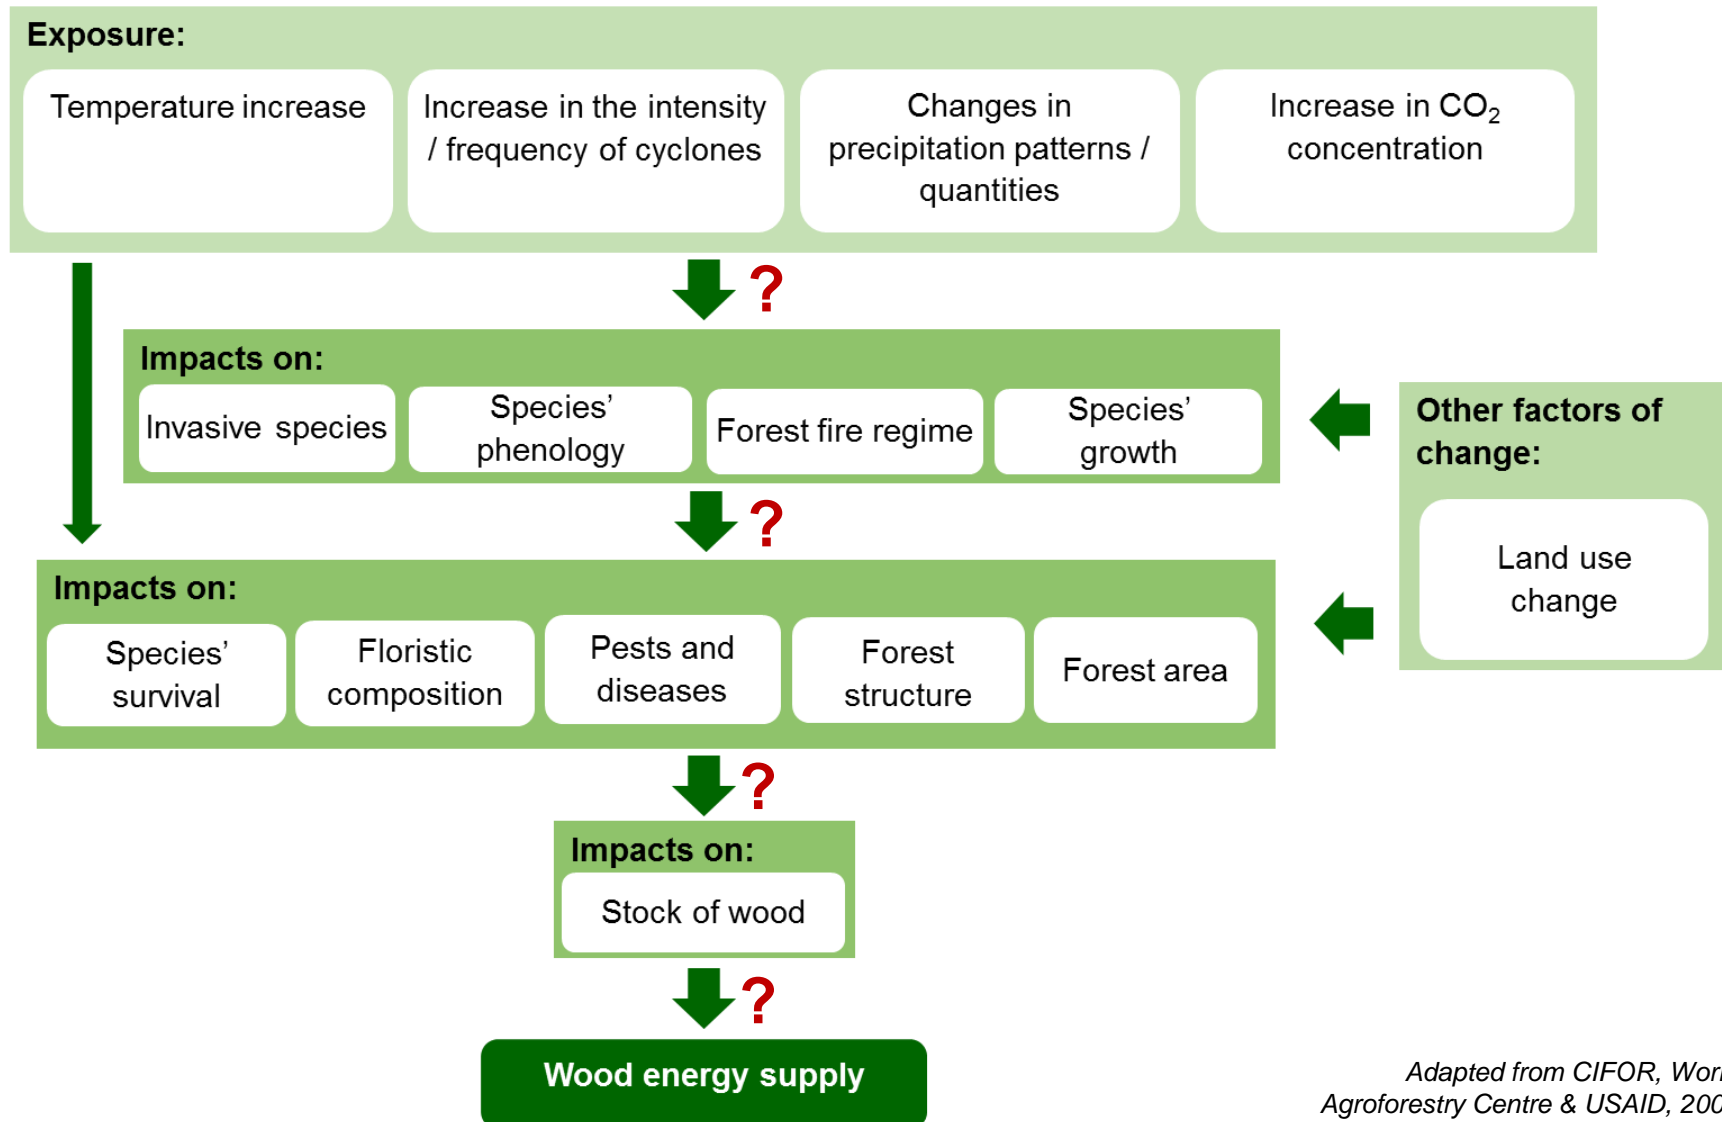 Exposure:
Temperature increase
Increase in the intensity
/ frequency of cyclones
Changes in
precipitation patterns /
quantities
Increase in CO₂
concentration
?
Impacts on:
Invasive species
Species’
phenology
Forest fire regime
Species’
growth
Other factors of
change:
Land use
change
?
Impacts on:
Species’
survival
Floristic
composition
Pests and
diseases
Forest
structure
Forest area
?
Impacts on:
Stock of wood
?
Wood energy supply
Adapted from CIFOR,
Agroforestry Centre & USAID,